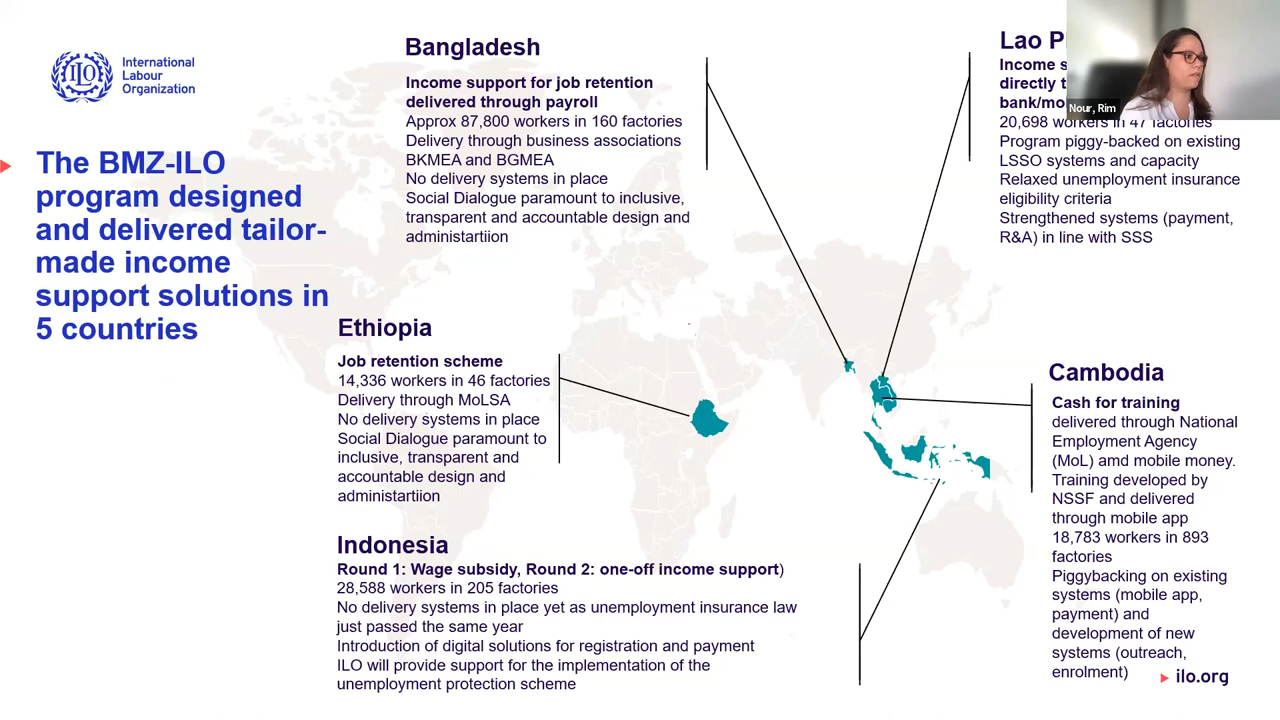 International
Labour
Organization
The BMZ-ILO
program designed
and delivered tailor-
made income
support solutions in
5 countries
Bangladesh
Income support for job retention
delivered through payroll
Approx 87,800 workers in 160 factories
Delivery through business associations
BKMEA and BGMEA
No delivery systems in place
Social Dialogue paramount to inclusive,
transparent and accountable design and
administartiion
Lao
Income
directly
20,698 workers in 47 factories
Program piggy-backed on existing
LSSO systems and capacity
Relaxed unemployment insurance
eligibility criteria
Strengthened systems (payment,
R&A) in line with SSS
Nour, Rim
Ethiopia
Job retention scheme
14,336 workers in 46 factories
Delivery through MoLSA
No delivery systems in place
Social Dialogue paramount to
inclusive, transparent and
accountable design and
administartiion
Cambodia
Cash for training
delivered through National
Employment Agency
(MoL) amd mobile money.
Training developed by
NSSF and delivered
through mobile app
18,783 workers in 893
factories
Piggybacking on existing
systems (mobile app,
payment) and
development of new
systems (outreach,
enrolment)
Indonesia
Round 1: Wage subsidy, Round 2: one-off income support)
28,588 workers in 205 factories
No delivery systems in place yet as unemployment insurance law
just passed the same year
Introduction of digital solutions for registration and payment
ILO will provide support for the implementation of the
unemployment protection scheme
ilo.org